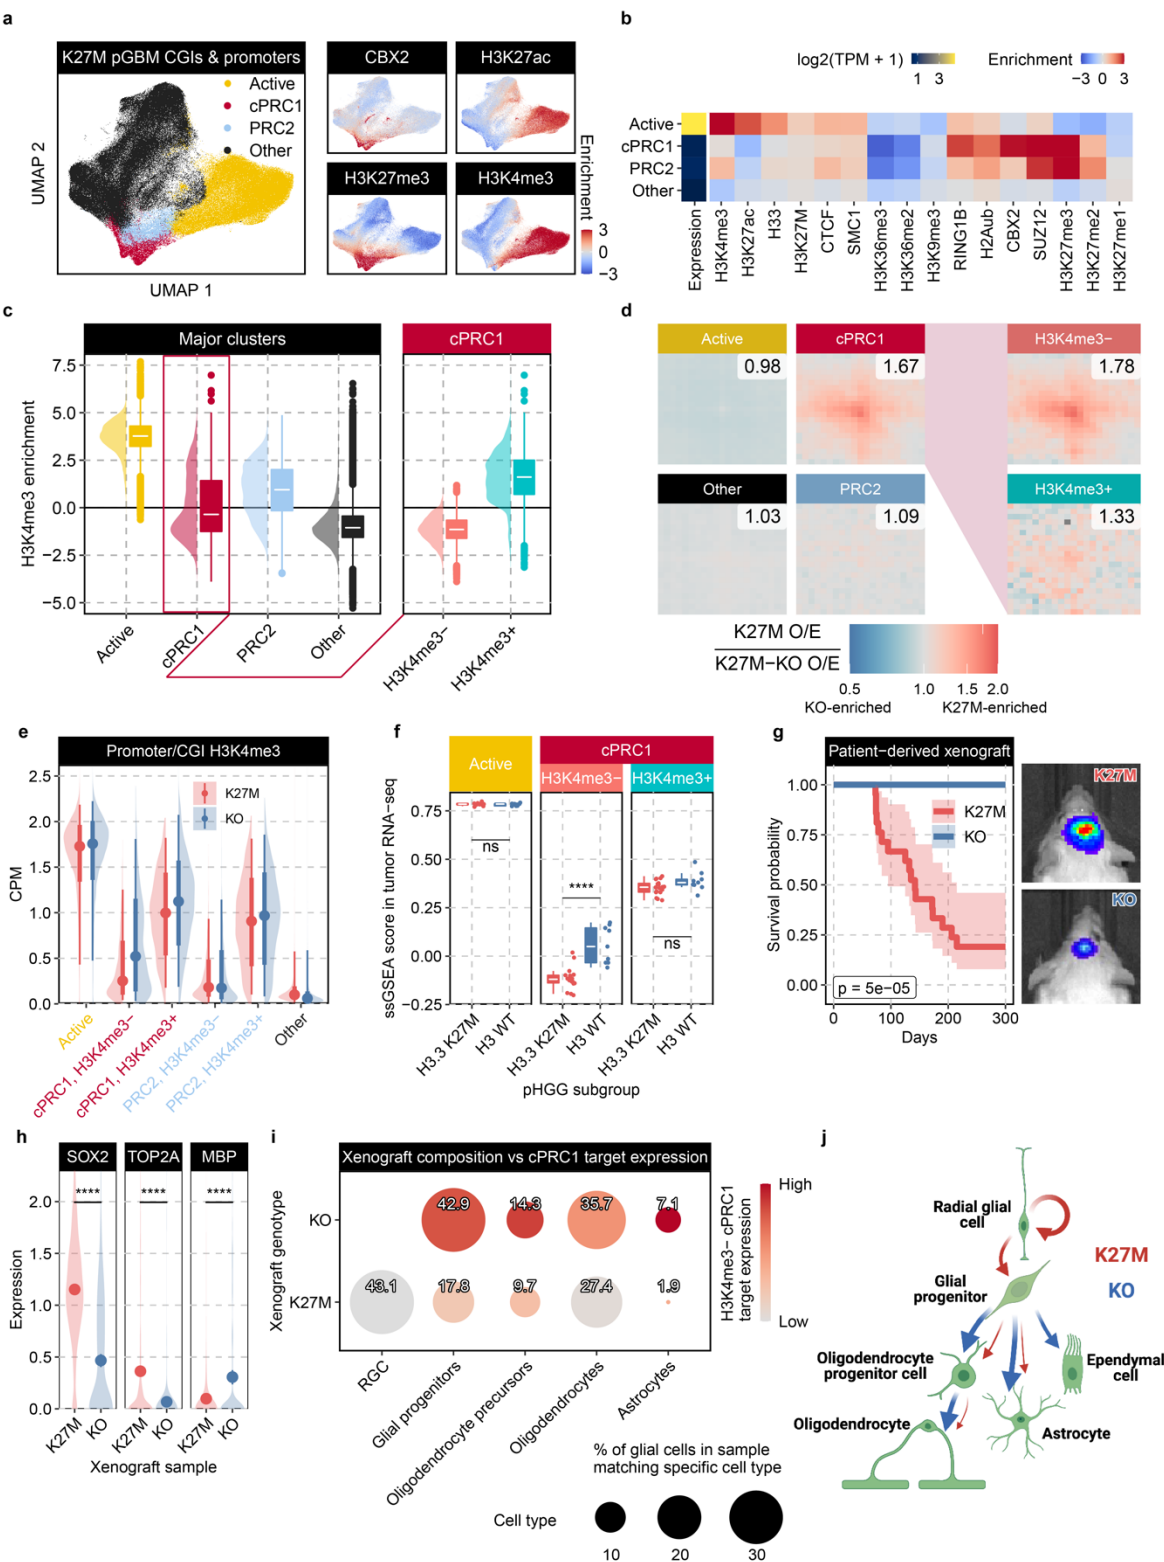 a
K27M pGBM CGIs & promoters
Active
cPRC1
PRC2
Other
UMAP 2
UMAP 1
CBX2
H3K27ac
H3K27me3
H3K4me3
Enrichment
3
0
−3
b
log2(TPM + 1)
1 3
Enrichment
−3 0 3
Active
cPRC1
PRC2
Other
Expression
H3K4me3
H3K27ac
H33
H3K27M
CTCF
SMC1
H3K36me3
H3K36me2
H3K9me3
RING1B
H2Aub
CBX2
SUZ12
H3K27me3
H3K27me2
H3K27me1
c
Major clusters
cPRC1
H3K4me3 enrichment
7.5
5.0
2.5
0.0
−2.5
−5.0
Active
cPRC1
PRC2
Other
H3K4me3−
H3K4me3+
d
Active
0.98
cPRC1
1.67
H3K4me3−
1.78
Other
1.03
PRC2
1.09
H3K4me3+
1.33
K27M O/E
K27M−KO O/E
0.5 1.0 1.5 2.0
KO-enriched K27M-enriched
e
Promoter/CGI H3K4me3
K27M
KO
CPM
2.5
2.0
1.5
1.0
0.5
0.0
Active
cPRC1, H3K4me3−
cPRC1, H3K4me3+
PRC2, H3K4me3−
PRC2, H3K4me3+
Other
f
Active
cPRC1
H3K4me3−
H3K4me3+
ssGSEA score in tumor RNA−seq
0.75
0.50
0.25
0.00
−0.25
ns
****
ns
H3.3 K27M
H3 WT
H3.3 K27M
H3 WT
H3.3 K27M
H3 WT
pHGG subgroup
g
Patient−derived xenograft
K27M
KO
Survival probability
1.00
0.75
0.50
0.25
0.00
p = 5e−05
0 100 200 300
Days
K27M
KO
h
SOX2
TOP2A
MBP
****
****
****
Expression
2.0
1.5
1.0
0.5
0.0
K27M
KO
K27M
KO
K27M
KO
Xenograft sample
i
Xenograft composition vs cPRC1 target expression
Xenograft genotype
KO
42.9 14.3 35.7 7.1
K27M
43.1 17.8 9.7 27.4 1.9
RGC
Glial progenitors
Oligodendrocyte precursors
Oligodendrocytes
Astrocytes
H3K4me3− cPRC1
target expression
High
Low
% of glial cells in sample
matching specific cell type
Cell type
10 20 30
j
Radial glial
cell
K27M
KO
Glial
progenitor
Oligodendrocyte
progenitor cell
Ependymal
cell
Oligodendrocyte
Astrocyte